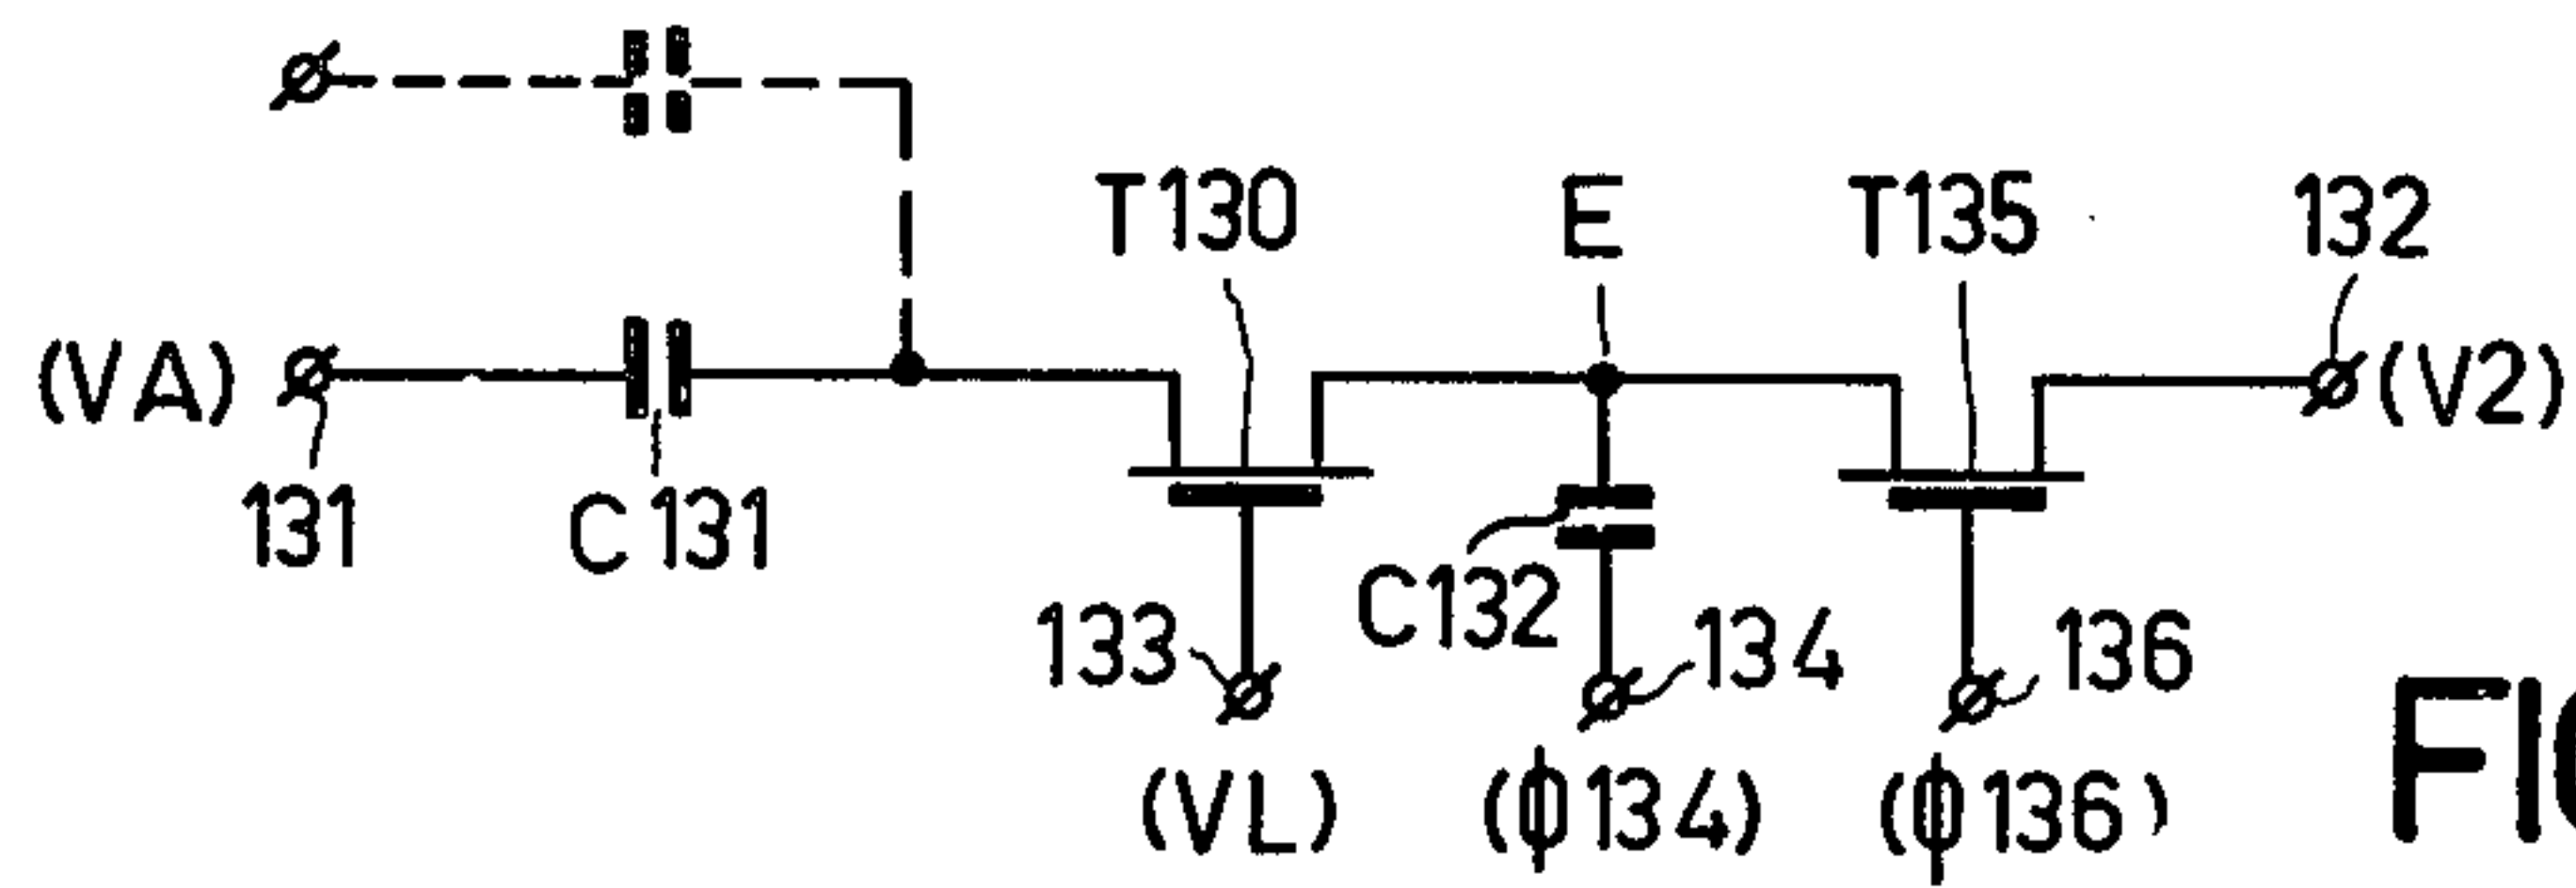 T130 E T135 132
(VA) (V2)
131 C131
133 C132 134 136
(VL) (ϕ134) (ϕ136)